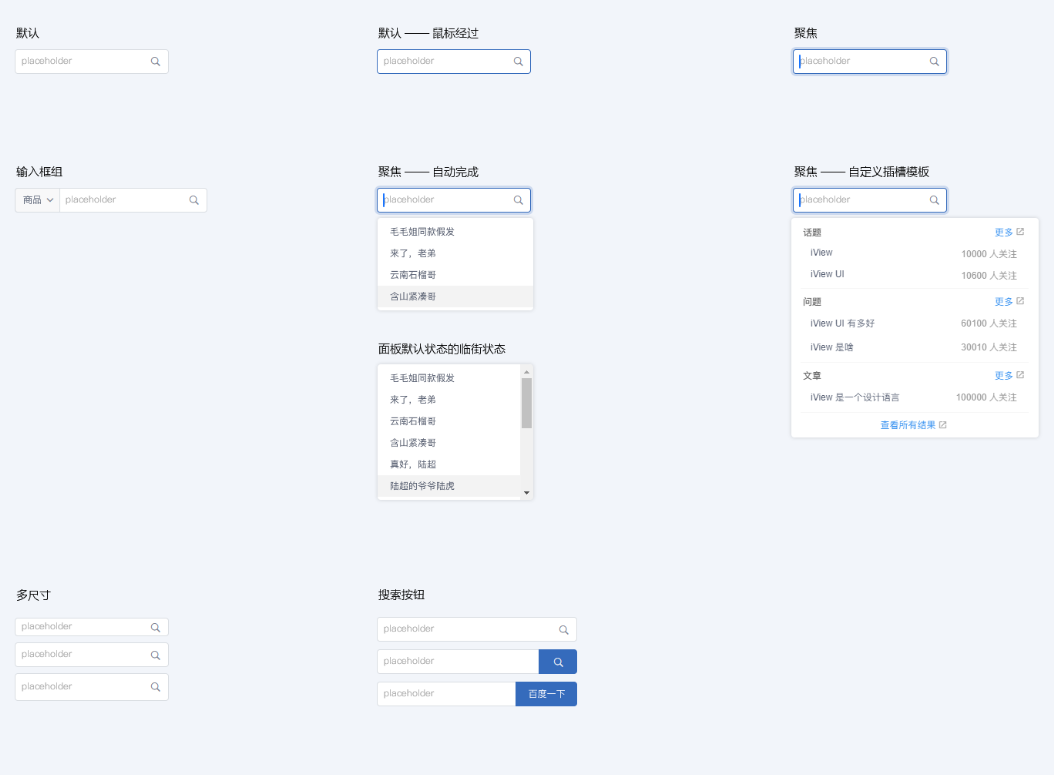 默认
placeholder
默认 —— 鼠标经过
placeholder
聚焦
placeholder
输入框组
商品
placeholder
聚焦 —— 自动完成
placeholder
毛毛姐同款假发
来了，老弟
云南石榴哥
含山紧凑哥
面板默认状态的临街状态
毛毛姐同款假发
来了，老弟
云南石榴哥
含山紧凑哥
真好，陆超
陆超的爷爷陆虎
聚焦 —— 自定义插槽模板
placeholder
话题 更多
iView 10000 人关注
iView UI 10600 人关注
问题 更多
iView UI 有多好 60100 人关注
iView 是啥 30010 人关注
文章 更多
iView 是一个设计语言 100000 人关注
查看所有结果
多尺寸
placeholder
placeholder
placeholder
搜索按钮
placeholder
placeholder
placeholder 百度一下